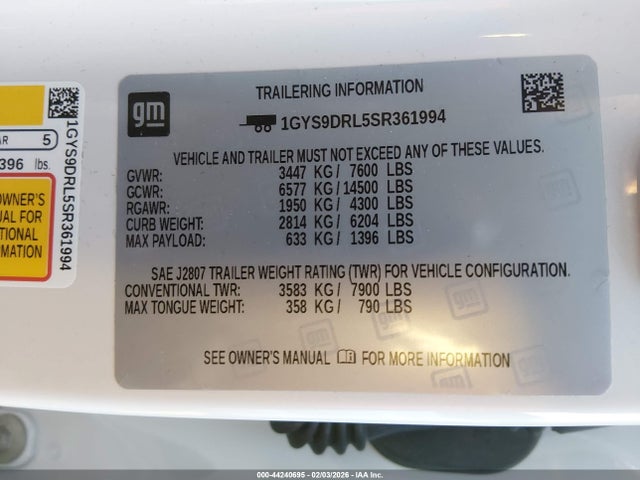 AR 5
396 lbs.
OWNER'S
UAL FOR
TIONAL
RMATION
1GYS9DRL5SR361994
gm
TRAILERING INFORMATION
1GYS9DRL5SR361994
VEHICLE AND TRAILER MUST NOT EXCEED ANY OF THESE VALUES.
GVWR: 3447 KG / 7600 LBS
GCWR: 6577 KG / 14500 LBS
RGAWR: 1950 KG / 4300 LBS
CURB WEIGHT: 2814 KG / 6204 LBS
MAX PAYLOAD: 633 KG / 1396 LBS
SAE J2807 TRAILER WEIGHT RATING (TWR) FOR VEHICLE CONFIGURATION.
CONVENTIONAL TWR: 3583 KG / 7900 LBS
MAX TONGUE WEIGHT: 358 KG / 790 LBS
SEE OWNER'S MANUAL FOR MORE INFORMATION
000-44240695 - 02/03/2026 - IAA Inc.